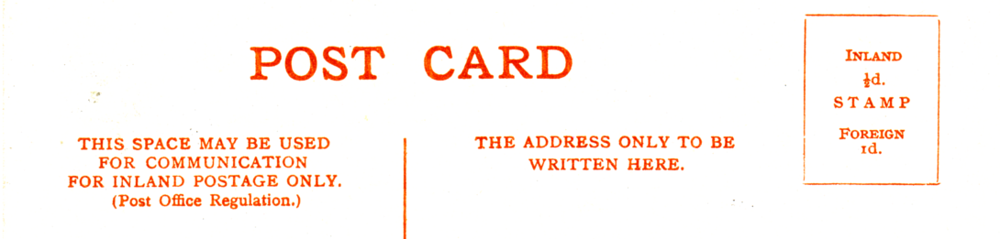 POST CARD
THIS SPACE MAY BE USED
FOR COMMUNICATION
FOR INLAND POSTAGE ONLY.
(Post Office Regulation.)
THE ADDRESS ONLY TO BE
WRITTEN HERE.
INLAND
½d.
STAMP
FOREIGN
1d.